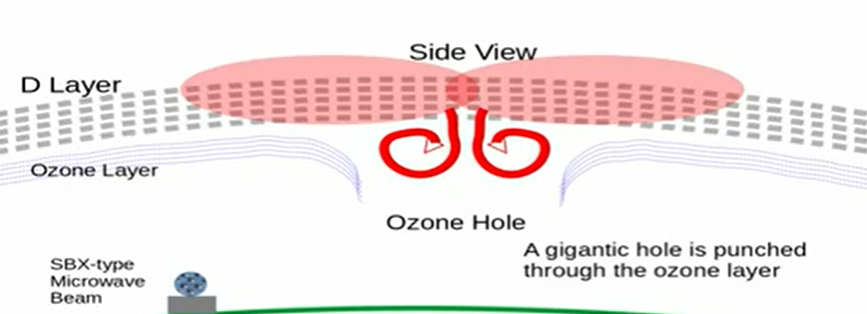 Side View
D Layer
Ozone Layer
Ozone Hole
A gigantic hole is punched
through the ozone layer
SBX-type
Microwave
Beam